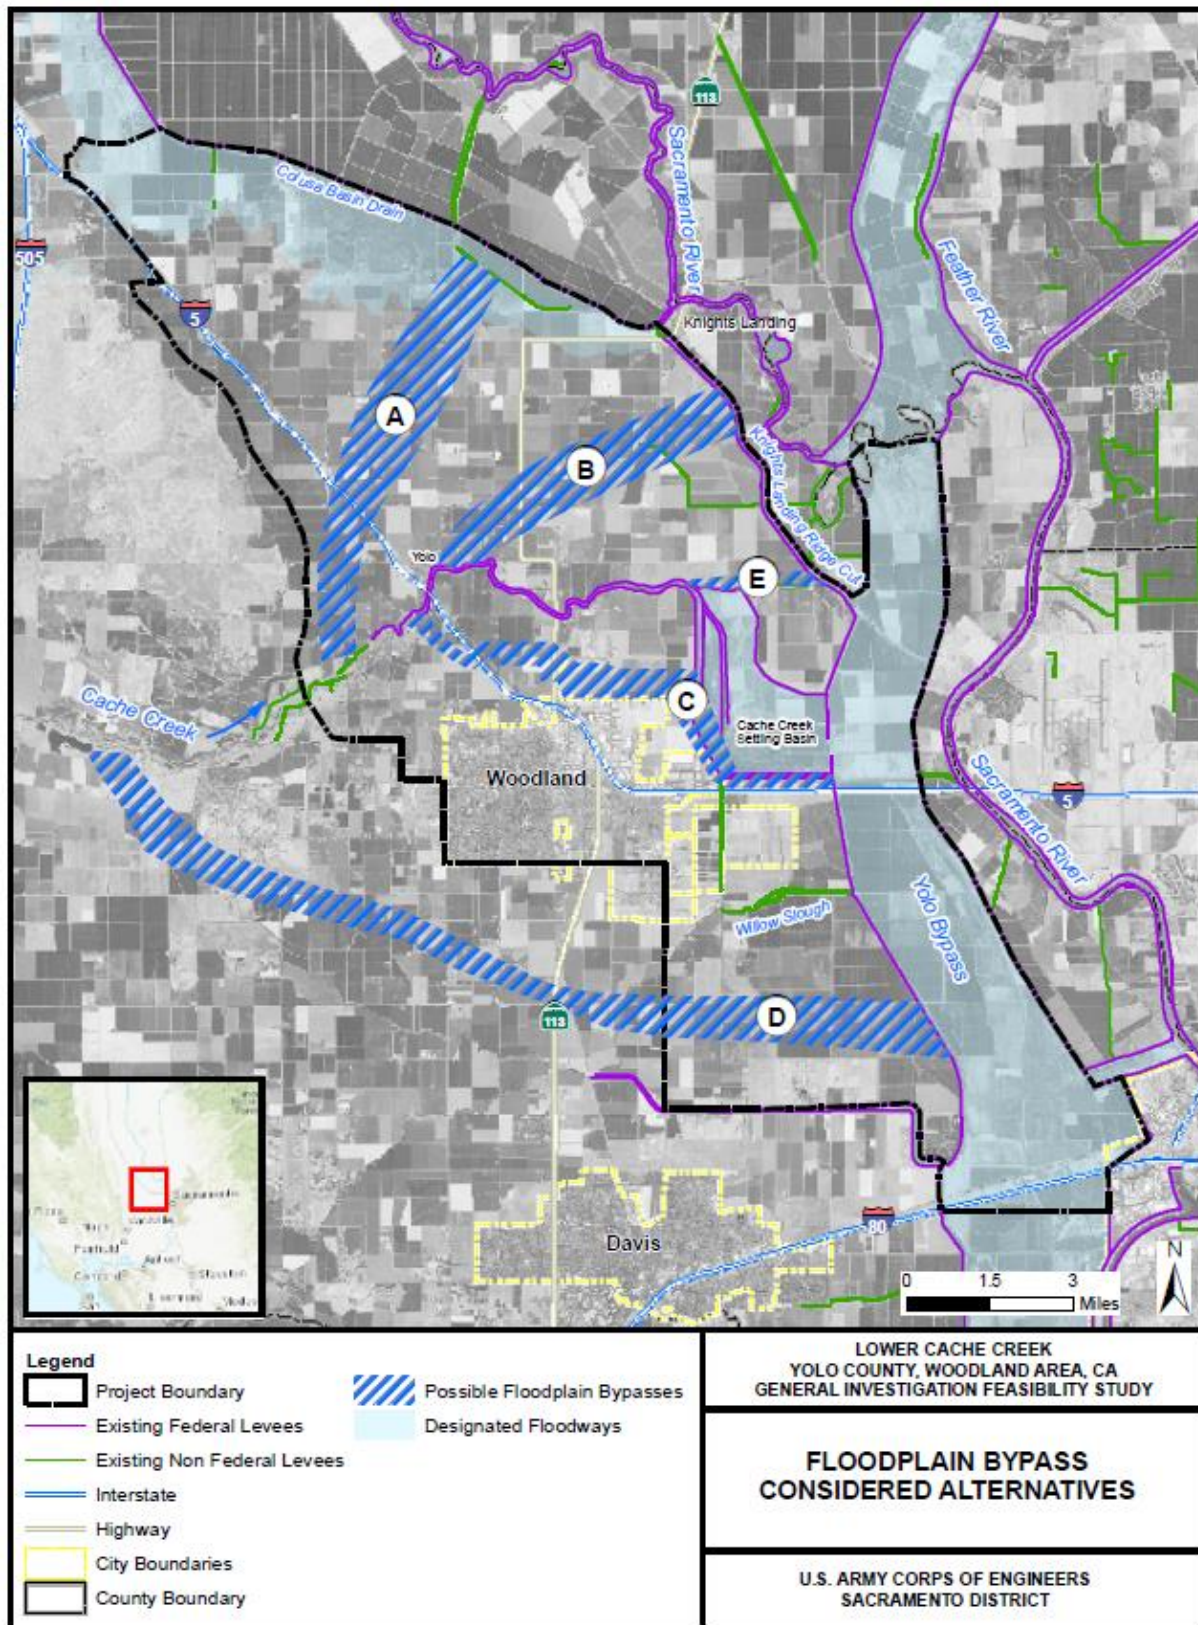 113
Sacramento River
Colusa Basin Drain
505
5
Feather River
Knights Landing
A
B
Knights Landing Ridge Cut
Yolo
E
Cache Creek
C
Cache Creek
Settling Basin
Woodland
5
Sacramento River
Yolo Bypass
Willow Slough
D
113
Sacramento
Fairfield
Concord
Stockton
Davis
80
N
0 1.5 3
Miles
Legend
Project Boundary
Existing Federal Levees
Existing Non Federal Levees
Interstate
Highway
City Boundaries
County Boundary
Possible Floodplain Bypasses
Designated Floodways
LOWER CACHE CREEK
YOLO COUNTY, WOODLAND AREA, CA
GENERAL INVESTIGATION FEASIBILITY STUDY
FLOODPLAIN BYPASS
CONSIDERED ALTERNATIVES
U.S. ARMY CORPS OF ENGINEERS
SACRAMENTO DISTRICT